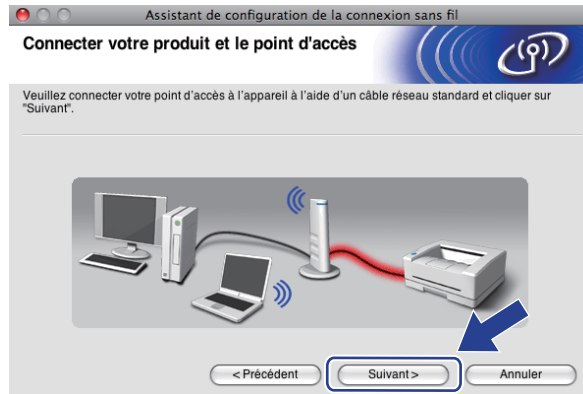 Assistant de configuration de la connexion sans fil
Connecter votre produit et le point d'accès
Veuillez connecter votre point d'accès à l'appareil à l'aide d'un câble réseau standard et cliquer sur
"Suivant".
< Précédent
Suivant >
Annuler